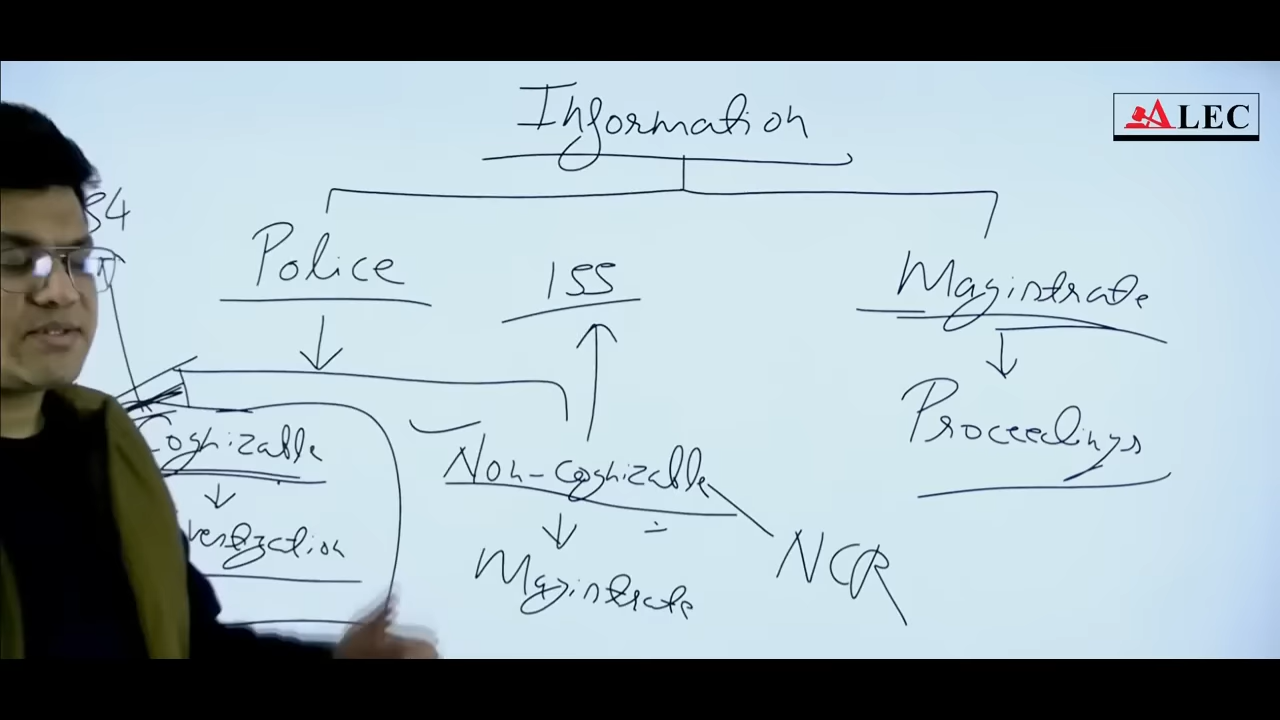 Information
ALEC
Police
155
Magistrate
Cognizable
Non-cognizable
Proceedings
Magistrate
NCR